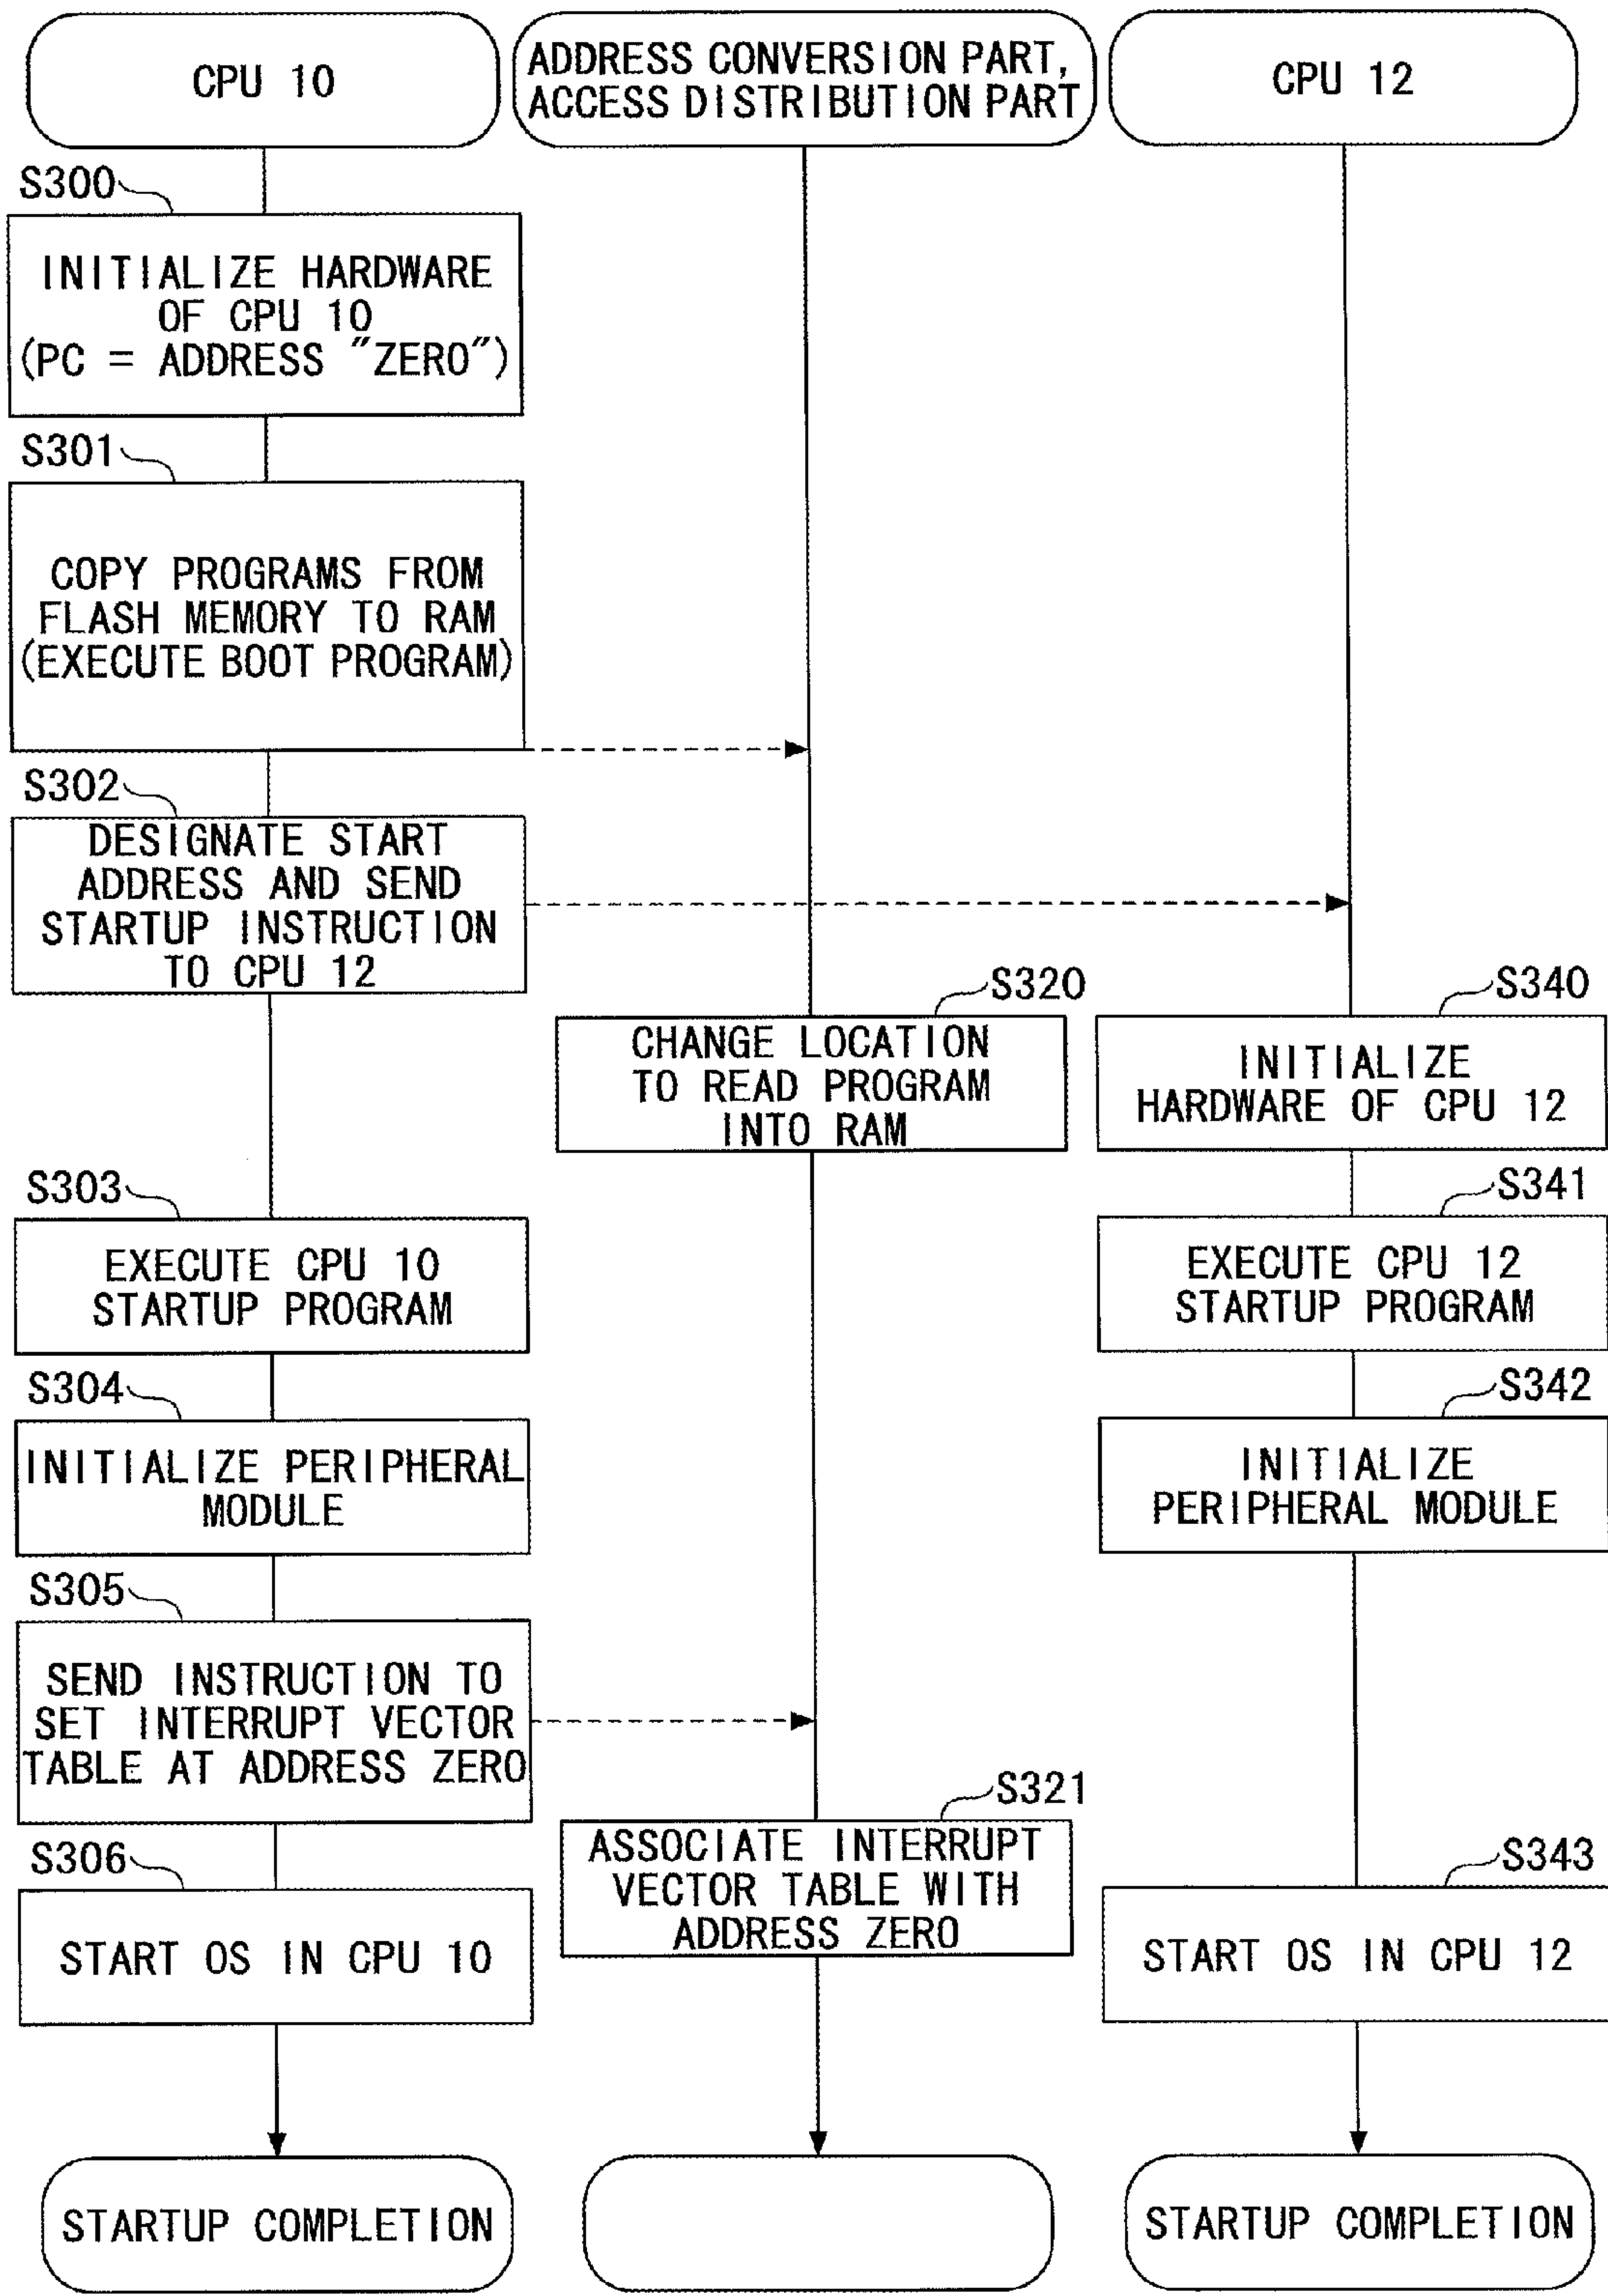 CPU 10
ADDRESS CONVERSION PART,
ACCESS DISTRIBUTION PART
CPU 12
S300
INITIALIZE HARDWARE
OF CPU 10
(PC = ADDRESS "ZERO")
S301
COPY PROGRAMS FROM
FLASH MEMORY TO RAM
(EXECUTE BOOT PROGRAM)
S302
DESIGNATE START
ADDRESS AND SEND
STARTUP INSTRUCTION
TO CPU 12
S320
CHANGE LOCATION
TO READ PROGRAM
INTO RAM
S340
INITIALIZE
HARDWARE OF CPU 12
S303
EXECUTE CPU 10
STARTUP PROGRAM
S341
EXECUTE CPU 12
STARTUP PROGRAM
S304
INITIALIZE PERIPHERAL
MODULE
S342
INITIALIZE
PERIPHERAL MODULE
S305
SEND INSTRUCTION TO
SET INTERRUPT VECTOR
TABLE AT ADDRESS ZERO
S321
ASSOCIATE INTERRUPT
VECTOR TABLE WITH
ADDRESS ZERO
S306
START OS IN CPU 10
S343
START OS IN CPU 12
STARTUP COMPLETION
STARTUP COMPLETION